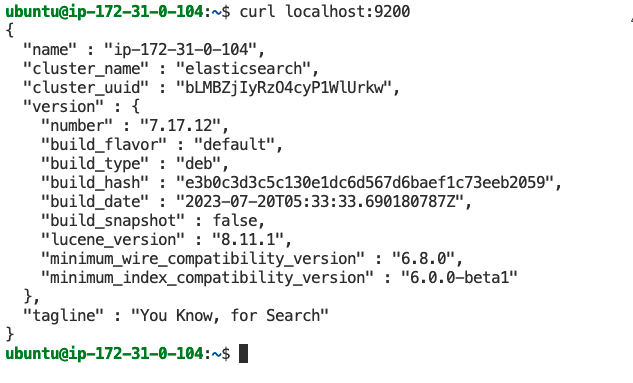 ubuntu@ip-172-31-0-104:~$ curl localhost:9200
{
  "name" : "ip-172-31-0-104",
  "cluster_name" : "elasticsearch",
  "cluster_uuid" : "bLMBZjIyRzO4cyP1WlUrkw",
  "version" : {
    "number" : "7.17.12",
    "build_flavor" : "default",
    "build_type" : "deb",
    "build_hash" : "e3b0c3d3c5c130e1dc6d567d6baef1c73eeb2059",
    "build_date" : "2023-07-20T05:33:33.690180787Z",
    "build_snapshot" : false,
    "lucene_version" : "8.11.1",
    "minimum_wire_compatibility_version" : "6.8.0",
    "minimum_index_compatibility_version" : "6.0.0-beta1"
  },
  "tagline" : "You Know, for Search"
}
ubuntu@ip-172-31-0-104:~$